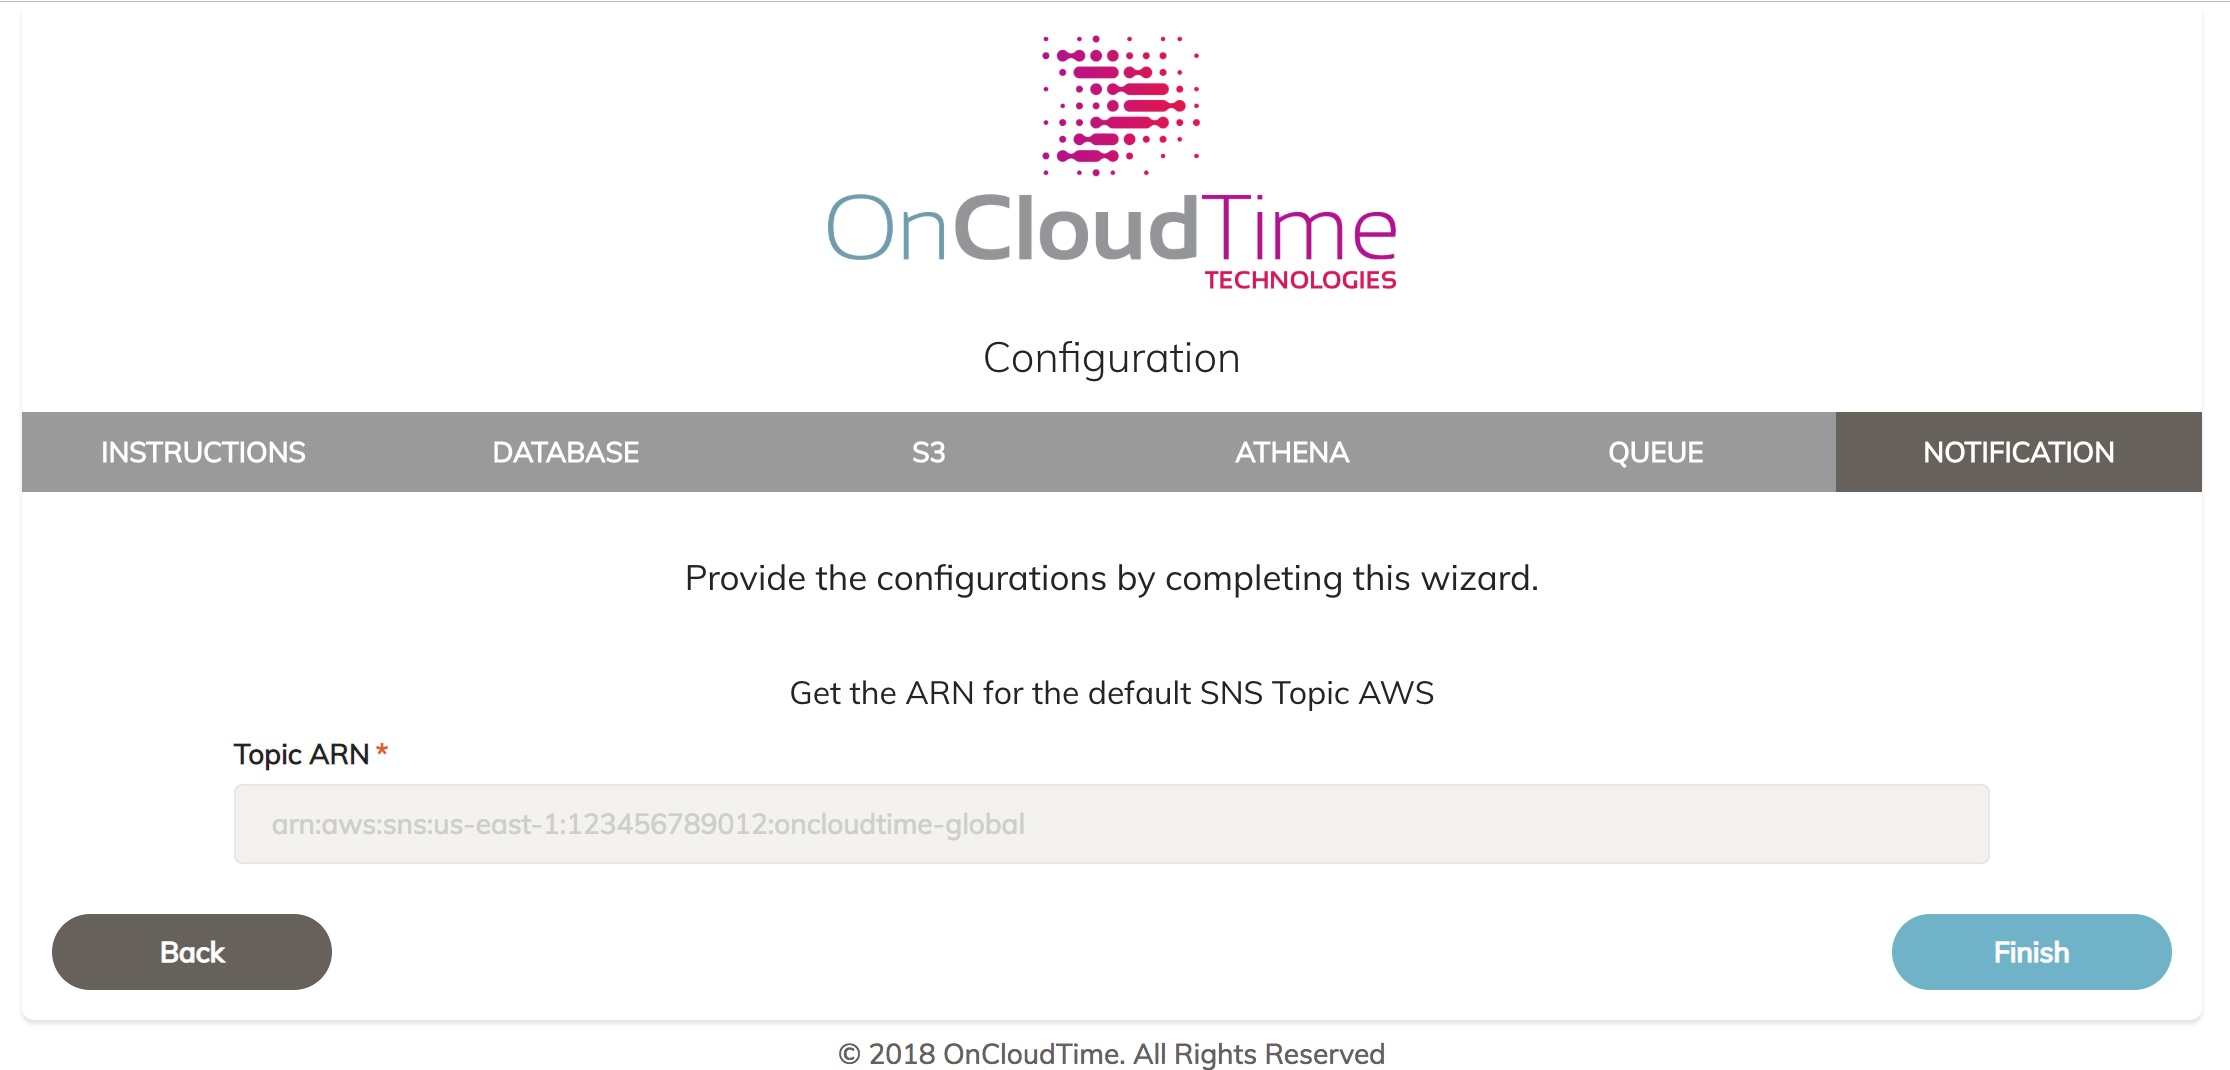 OnCloudTime
TECHNOLOGIES
Configuration
INSTRUCTIONS DATABASE S3 ATHENA QUEUE NOTIFICATION
Provide the configurations by completing this wizard.
Get the ARN for the default SNS Topic AWS
Topic ARN *
arn:aws:sns:us-east-1:123456789012:oncloudtime-global
Back Finish
© 2018 OnCloudTime. All Rights Reserved